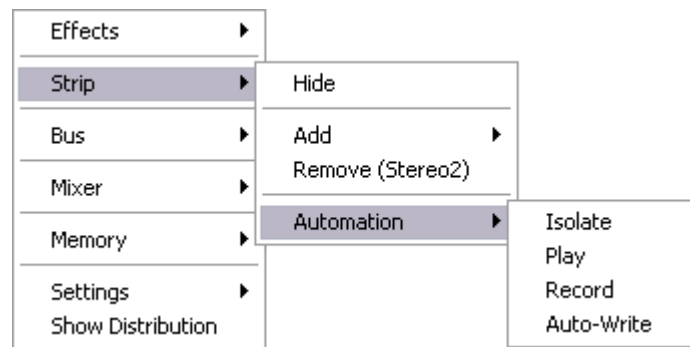 Effects
Strip
Bus
Mixer
Memory
Settings
Show Distribution
Hide
Add
Remove (Stereo2)
Automation
Isolate
Play
Record
Auto-Write